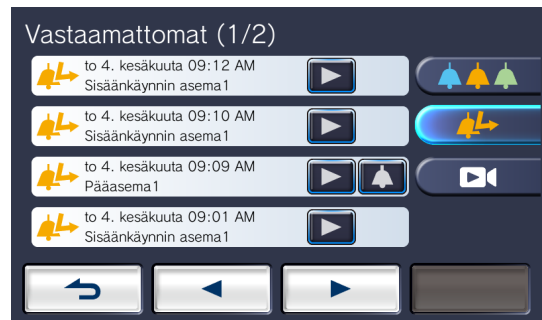 Vastaamattomat (1/2)
to 4. kesäkuuta 09:12 AM
Sisäänkäynnin asema1
to 4. kesäkuuta 09:10 AM
Sisäänkäynnin asema1
to 4. kesäkuuta 09:09 AM
Pääasema1
to 4. kesäkuuta 09:01 AM
Sisäänkäynnin asema1